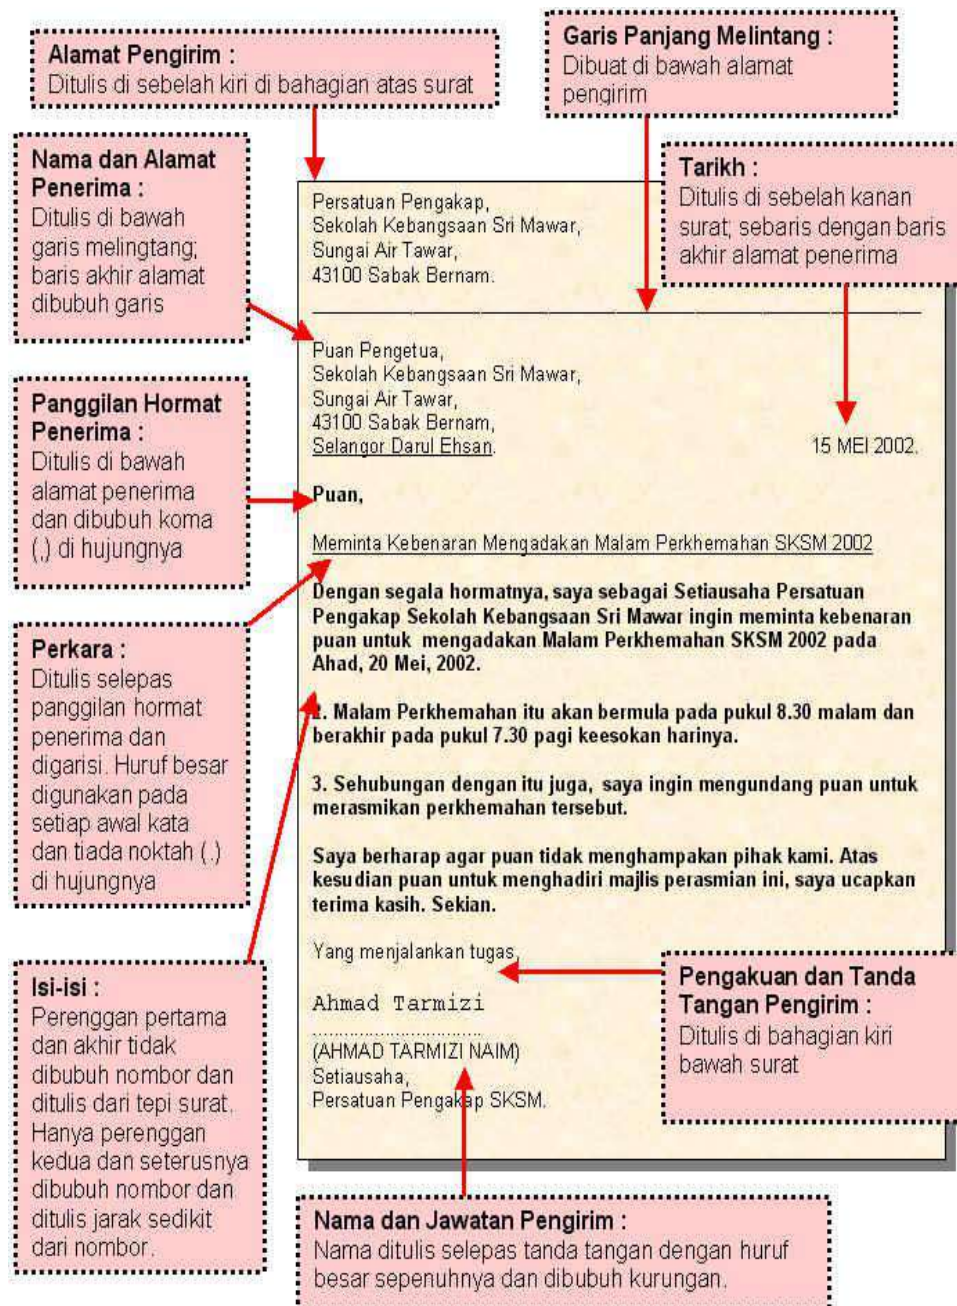 Alamat Pengirim :
Ditulis di sebelah kiri di bahagian atas surat
Garis Panjang Melintang :
Dibuat di bawah alamat
pengirim
Nama dan Alamat
Penerima :
Ditulis di bawah
garis melingtang;
baris akhir alamat
dibubuh garis
Tarikh :
Ditulis di sebelah kanan
surat; sebaris dengan baris
akhir alamat penerima
Persatuan Pengakap,
Sekolah Kebangsaan Sri Mawar,
Sungai Air Tawar,
43100 Sabak Bernam.
Puan Pengetua,
Sekolah Kebangsaan Sri Mawar,
Sungai Air Tawar,
43100 Sabak Bernam,
Selangor Darul Ehsan.
15 MEI 2002.
Panggilan Hormat
Penerima :
Ditulis di bawah
alamat penerima
dan dibubuh koma
(,) di hujungnya
Puan,
Meminta Kebenaran Mengadakan Malam Perkhemahan SKSM 2002
Perkara :
Ditulis selepas
panggilan hormat
penerima dan
digarisi. Huruf besar
digunakan pada
setiap awal kata
dan tiada noktah (.)
di hujungnya
Dengan segala hormatnya, saya sebagai Setiausaha Persatuan
Pengakap Sekolah Kebangsaan Sri Mawar ingin meminta kebenaran
puan untuk mengadakan Malam Perkhemahan SKSM 2002 pada
Ahad, 20 Mei, 2002.
2. Malam Perkhemahan itu akan bermula pada pukul 8.30 malam dan
berakhir pada pukul 7.30 pagi keesokan harinya.
3. Sehubungan dengan itu juga, saya ingin mengundang puan untuk
merasmikan perkhemahan tersebut.
Saya berharap agar puan tidak menghampakan pihak kami. Atas
kesudian puan untuk menghadiri majlis perasmian ini, saya ucapkan
terima kasih. Sekian.
Isi-isi :
Perenggan pertama
dan akhir tidak
dibubuh nombor dan
ditulis dari tepi surat.
Hanya perenggan
kedua dan seterusnya
dibubuh nombor dan
ditulis jarak sedikit
dari nombor.
Yang menjalankan tugas,
Ahmad Tarmizi
(AHMAD TARMIZI NAIM)
Setiausaha,
Persatuan Pengakap SKSM.
Pengakuan dan Tanda
Tangan Pengirim :
Ditulis di bahagian kiri
bawah surat
Nama dan Jawatan Pengirim :
Nama ditulis selepas tanda tangan dengan huruf
besar sepenuhnya dan dibubuh kurungan.